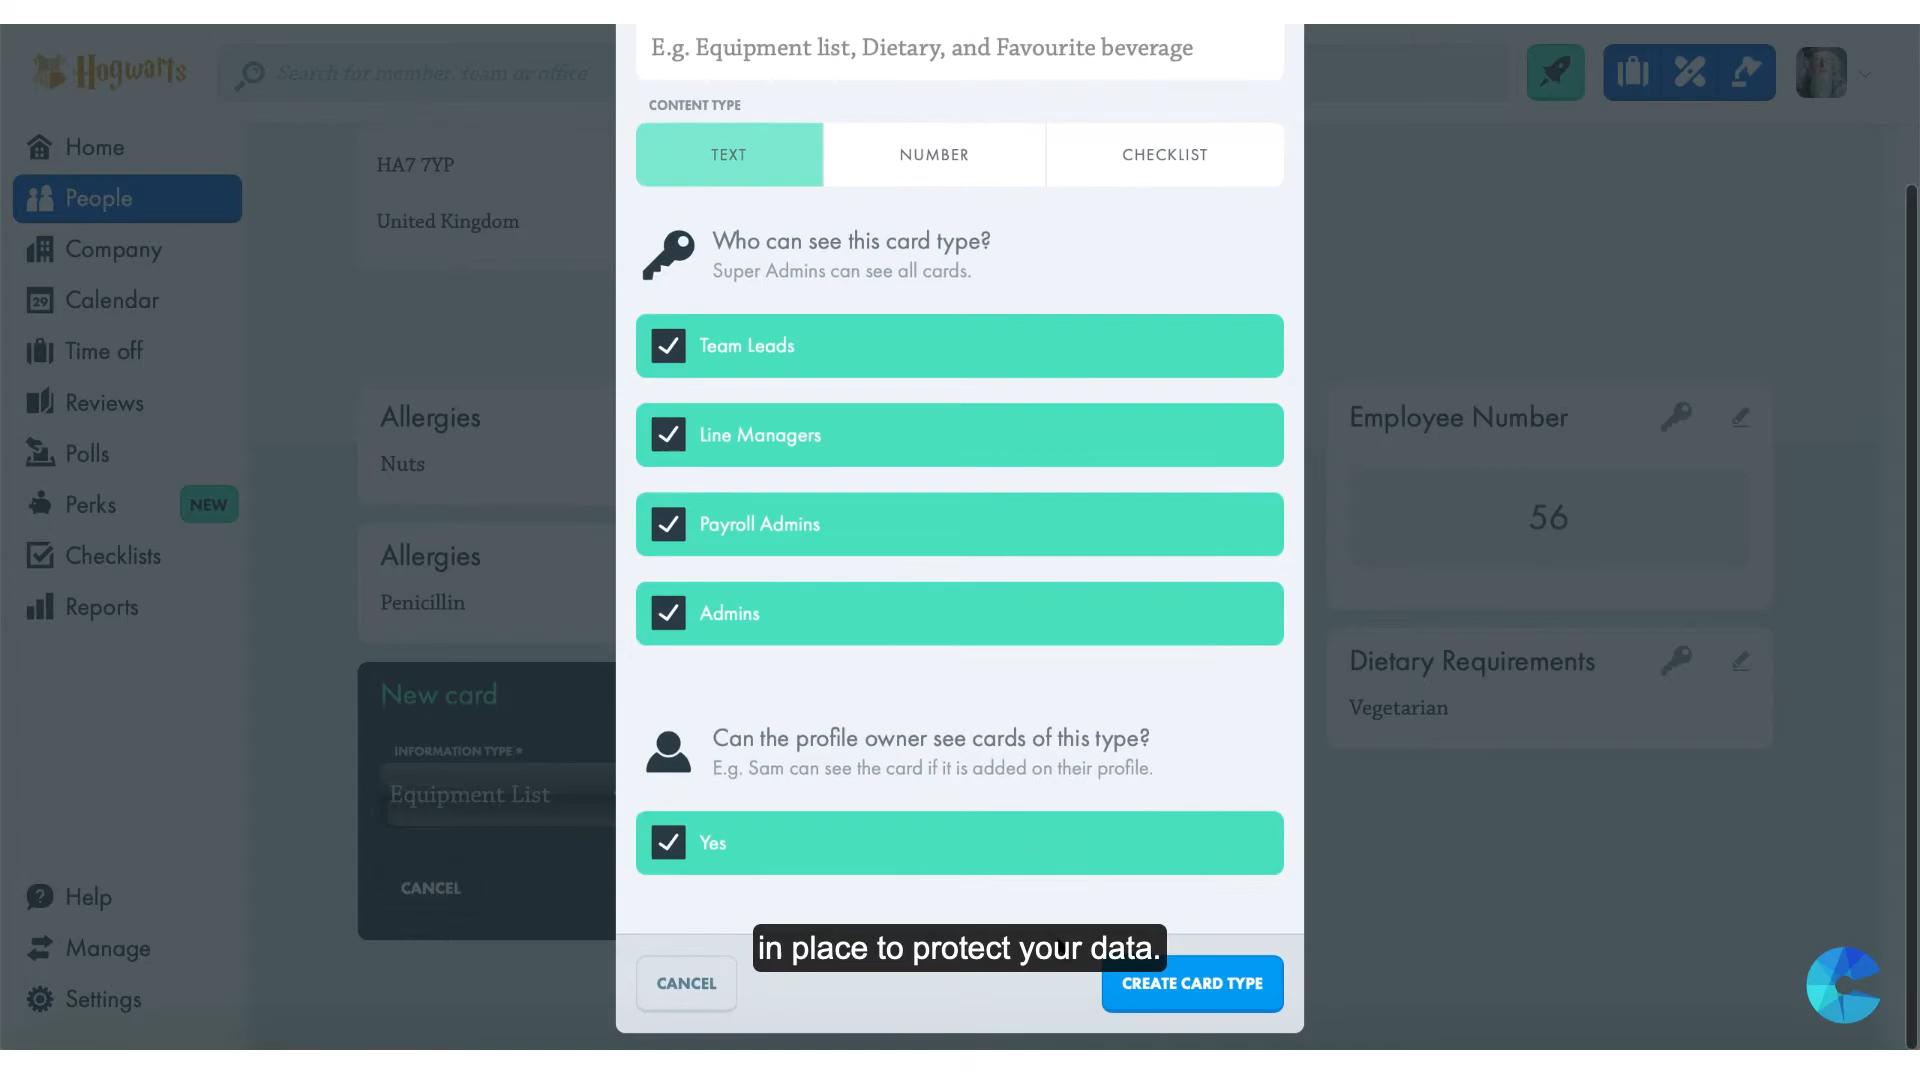 Hogwarts
Search for member, team or office
Home
People
Company
29
Calendar
Time off
Reviews
Polls
Perks
NEW
Checklists
Reports
Help
Manage
Settings
HA7 7YP
United Kingdom
Allergies
Nuts
Allergies
Penicillin
New card
INFORMATION TYPE *
Equipment List
CANCEL
E.g. Equipment list, Dietary, and Favourite beverage
CONTENT TYPE
TEXT
NUMBER
CHECKLIST
Who can see this card type?
Super Admins can see all cards.
Team Leads
Line Managers
Payroll Admins
Admins
Can the profile owner see cards of this type?
E.g. Sam can see the card if it is added on their profile.
Yes
in place to protect your data.
CANCEL
CREATE CARD TYPE
Employee Number
56
Dietary Requirements
Vegetarian